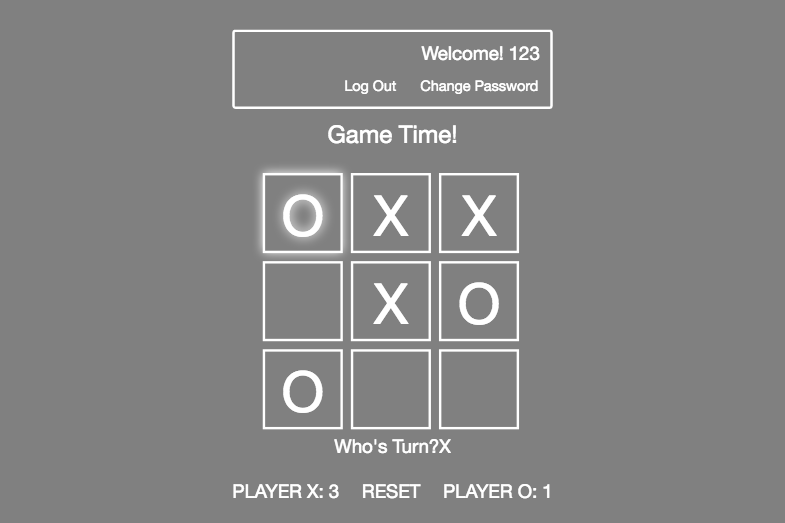 Welcome! 123
Log Out Change Password
Game Time!
O X X
X O
O
Who's Turn?X
PLAYER X: 3 RESET PLAYER O: 1